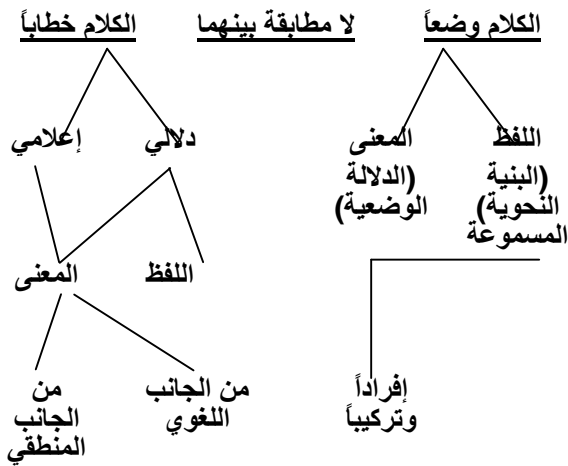 الكلام وضعاً
لا مطابقة بينهما
الكلام خطاباً
اللفظ
(البنية
النحوية)
المسموعة
المعنى
(الدلالة
الوضعية)
دلالي
إعلامي
اللفظ
المعنى
إفراداً
وتركيباً
من الجانب
اللغوي
من
الجانب
المنطقي